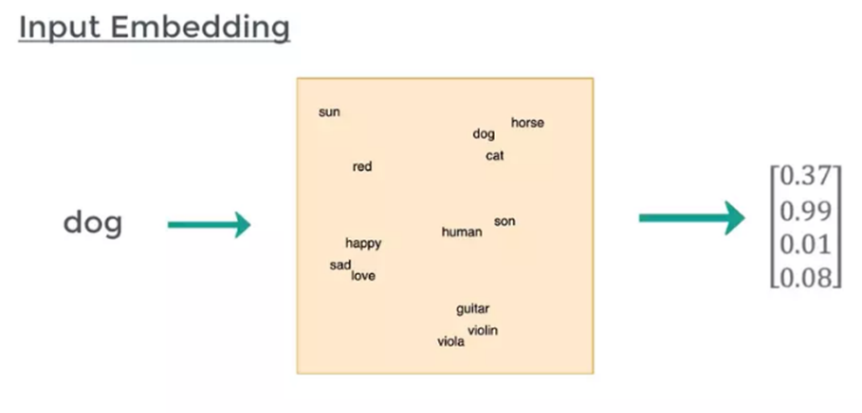 Input Embedding
sun
horse
dog
cat
red
dog
son
human
happy
sad
love
guitar
violin
viola
[0.37]
0.99
0.01
0.08